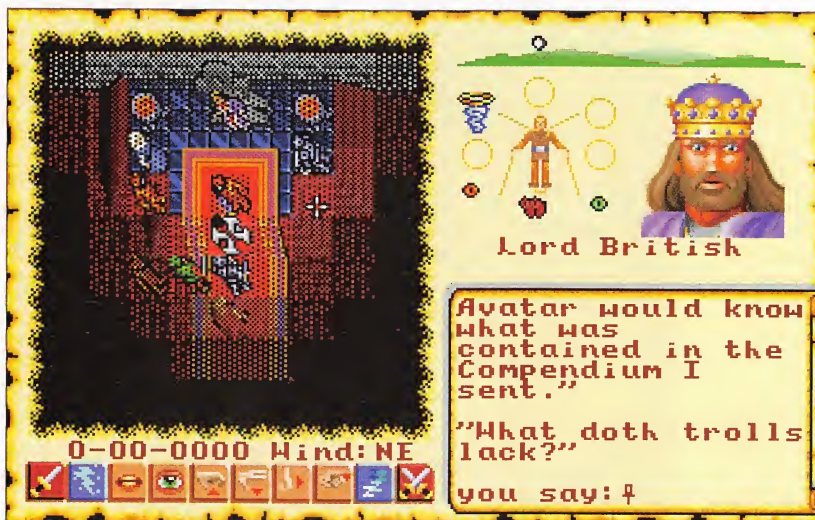 Lord British
Avatar would know
what was
contained in the
Compendium I
sent."
"What doth trolls
lack?"
you say:
0-00-0000 Wind:NE